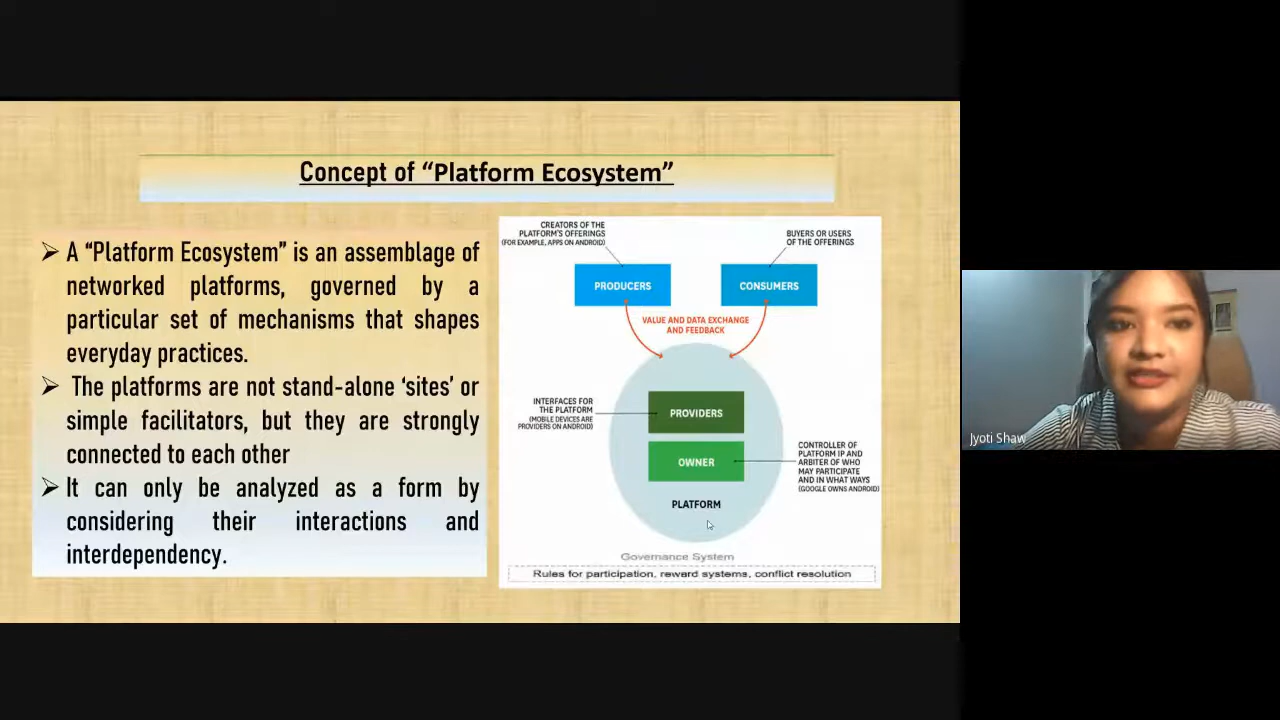 Concept of “Platform Ecosystem”
➢ A “Platform Ecosystem” is an assemblage of
networked platforms, governed by a
particular set of mechanisms that shapes
everyday practices.
➢ The platforms are not stand-alone ‘sites’ or
simple facilitators, but they are strongly
connected to each other
➢ It can only be analyzed as a form by
considering their interactions and
interdependency.
CREATORS OF THE
PLATFORM'S OFFERINGS
(FOR EXAMPLE, APPS ON ANDROID)
BUYERS OR USERS
OF THE OFFERINGS
PRODUCERS
CONSUMERS
VALUE AND DATA EXCHANGE
AND FEEDBACK
INTERFACES FOR
THE PLATFORM
(MOBILE DEVICES ARE
PROVIDERS ON ANDROID)
PROVIDERS
OWNER
CONTROLLER OF
PLATFORM IP AND
ARBITER OF WHO
MAY PARTICIPATE
AND IN WHAT WAYS
(GOOGLE OWNS ANDROID)
PLATFORM
Governance System
Rules for participation, reward systems, conflict resolution
Jyoti Shaw